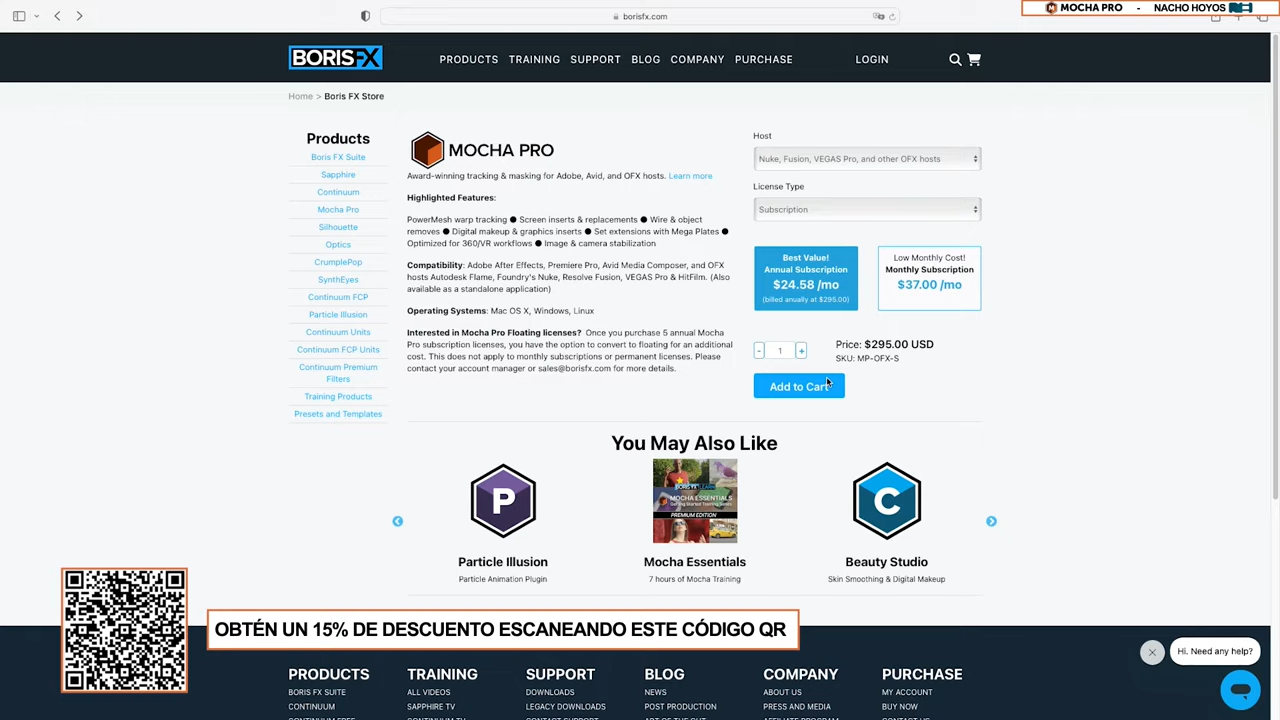 borisfx.com
MOCHA PRO - NACHO HOYOS
BORISFX
PRODUCTS TRAINING SUPPORT BLOG COMPANY PURCHASE LOGIN
Home > Boris FX Store
Products
Boris FX Suite
Sapphire
Continuum
Mocha Pro
Silhouette
Optics
CrumplePop
SynthEyes
Continuum FCP
Particle Illusion
Continuum Units
Continuum FCP Units
Continuum Premium
Filters
Training Products
Presets and Templates
MOCHA PRO
Award-winning tracking & masking for Adobe, Avid, and OFX hosts. Learn more
Highlighted Features:
PowerMesh warp tracking ● Screen inserts & replacements ● Wire & object
removes ● Digital makeup & graphics inserts ● Set extensions with Mega Plates ●
Optimized for 360/VR workflows ● Image & camera stabilization
Compatibility: Adobe After Effects, Premiere Pro, Avid Media Composer, and OFX
hosts Autodesk Flame, Foundry's Nuke, Resolve Fusion, VEGAS Pro & HitFilm. (Also
available as a standalone application)
Operating Systems: Mac OS X, Windows, Linux
Interested in Mocha Pro Floating licenses? Once you purchase 5 annual Mocha
Pro subscription licenses, you have the option to convert to floating for an additional
cost. This does not apply to monthly subscriptions or permanent licenses. Please
contact your account manager or sales@borisfx.com for more details.
Host
Nuke, Fusion, VEGAS Pro, and other OFX hosts
License Type
Subscription
Best Value!
Annual Subscription
$24.58 /mo
(billed annually at $295.00)
Low Monthly Cost!
Monthly Subscription
$37.00 /mo
- 1 +
Price: $295.00 USD
SKU: MP-OFX-S
Add to Cart
You May Also Like
P
Particle Illusion
Particle Animation Plugin
BORISFX LEARN
MOCHA ESSENTIALS
PREMIUM EDITION
Mocha Essentials
7 hours of Mocha Training
C
Beauty Studio
Skin Smoothing & Digital Makeup
OBTÉN UN 15% DE DESCUENTO ESCANEANDO ESTE CÓDIGO QR
Hi. Need any help?
PRODUCTS TRAINING SUPPORT BLOG COMPANY PURCHASE
BORIS FX SUITE ALL VIDEOS DOWNLOADS NEWS ABOUT US MY ACCOUNT
CONTINUUM SAPPHIRE TV LEGACY DOWNLOADS POST PRODUCTION PRESS AND MEDIA BUY NOW